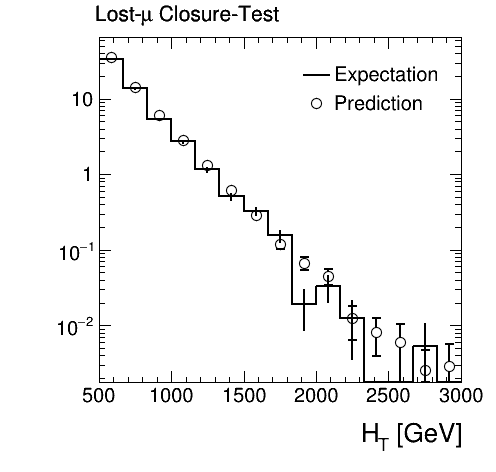 Lost-μ Closure-Test
Expectation
Prediction
10
1
10⁻¹
10⁻²
500 1000 1500 2000 2500 3000
H_T [GeV]